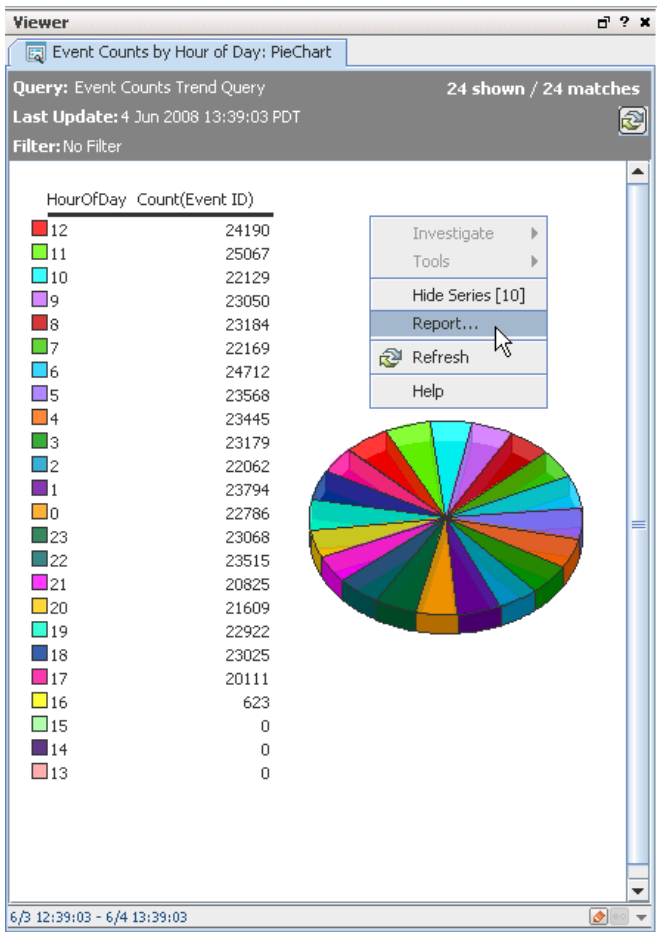 Viewer
Event Counts by Hour of Day: PieChart
Query: Event Counts Trend Query 24 shown / 24 matches
Last Update: 4 Jun 2008 13:39:03 PDT
Filter: No Filter
HourOfDay Count(Event ID)
12 24190
11 25067
10 22129
9 23050
8 23184
7 22169
6 24712
5 23568
4 23445
3 23179
2 22062
1 23794
0 22786
23 23068
22 23515
21 20825
20 21609
19 22922
18 23025
17 20111
16 623
15 0
14 0
13 0
Investigate
Tools
Hide Series [10]
Report...
Refresh
Help
6/3 12:39:03 - 6/4 13:39:03